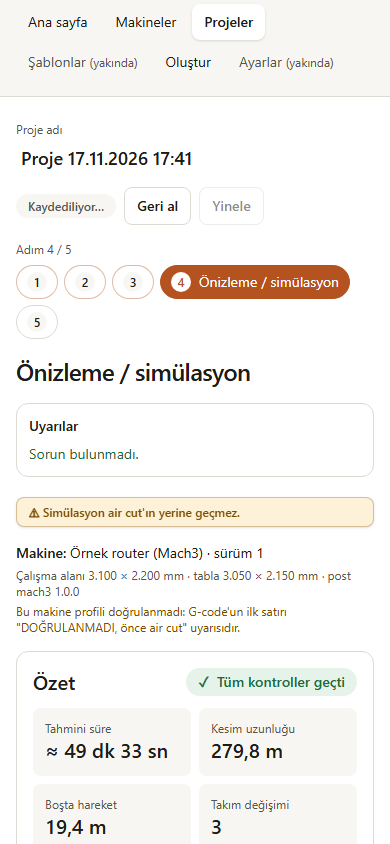 Ana sayfa Makineler Projeler
Şablonlar (yakında) Oluştur Ayarlar (yakında)
Proje adı
Proje 17.11.2026 17:41
Kaydediliyor... Geri al Yinele
Adım 4 / 5
1 2 3 4 Önizleme / simülasyon
5
Önizleme / simülasyon
Uyarılar
Sorun bulunmadı.
⚠ Simülasyon air cut'ın yerine geçmez.
Makine: Örnek router (Mach3) · sürüm 1
Çalışma alanı 3.100 × 2.200 mm · tabla 3.050 × 2.150 mm · post
mach3 1.0.0
Bu makine profili doğrulanmadı: G-code'un ilk satırı
"DOĞRULANMADI, önce air cut" uyarısıdır.
Özet ✓ Tüm kontroller geçti
Tahmini süre Kesim uzunluğu
≈ 49 dk 33 sn 279,8 m
Boşta hareket Takım değişimi
19,4 m 3